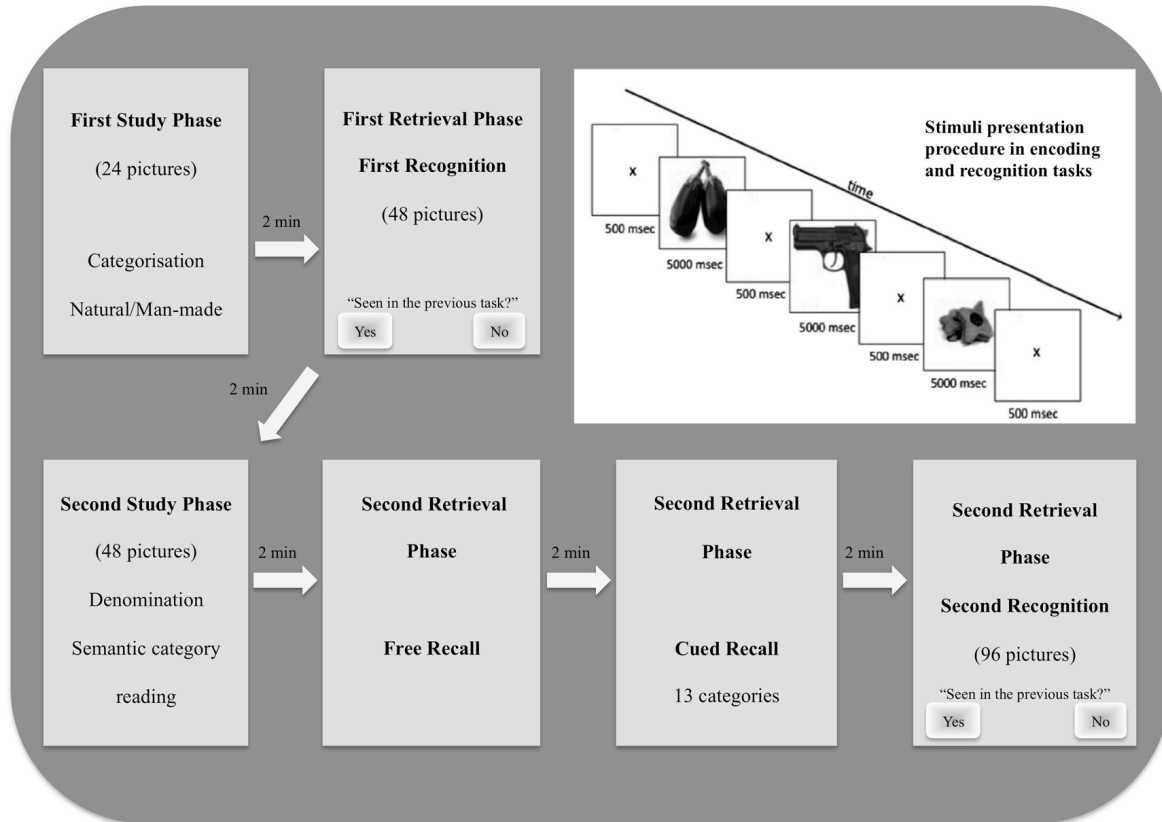 First Study Phase
(24 pictures)
Categorisation
Natural/Man-made
2 min
First Retrieval Phase
First Recognition
(48 pictures)
“Seen in the previous task?”
Yes
No
Stimuli presentation
procedure in encoding
and recognition tasks
time
x
500 msec
5000 msec
x
500 msec
5000 msec
x
500 msec
5000 msec
x
500 msec
2 min
Second Study Phase
(48 pictures)
Denomination
Semantic category
reading
2 min
Second Retrieval
Phase
Free Recall
2 min
Second Retrieval
Phase
Cued Recall
13 categories
2 min
Second Retrieval
Phase
Second Recognition
(96 pictures)
“Seen in the previous task?”
Yes
No